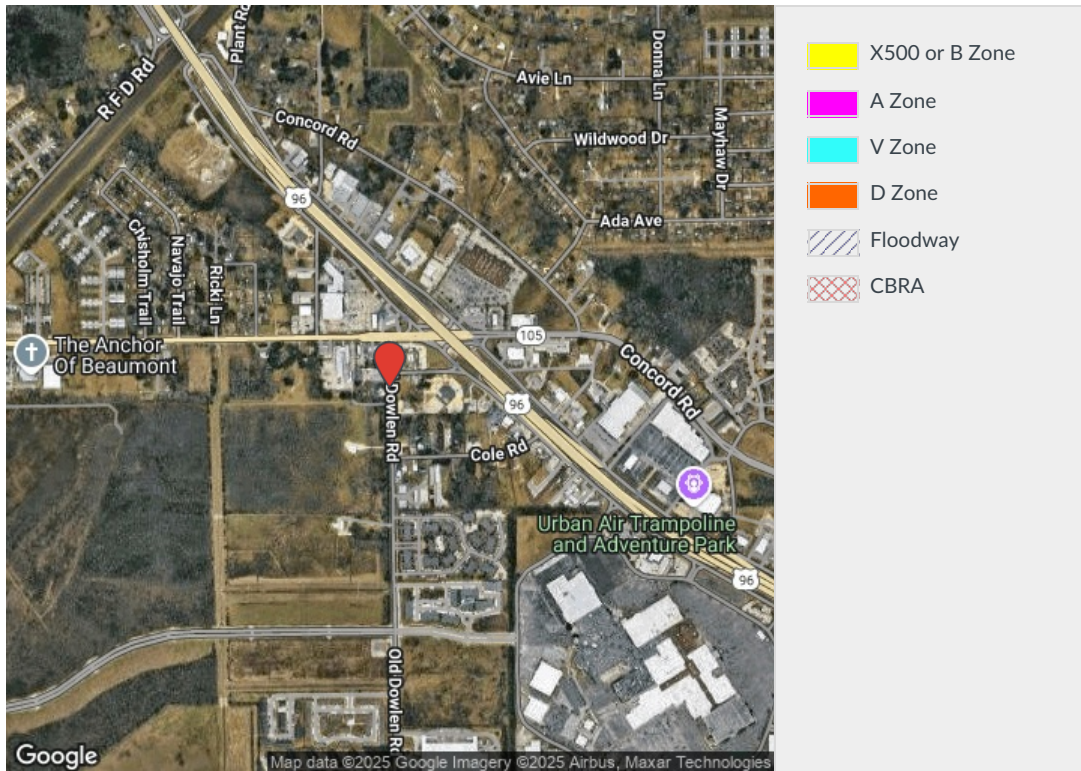 R F D Rd
Plant Rd
Concord Rd
Avie Ln
Donna Ln
Wildwood Dr
Mayhaw Dr
Ada Ave
96
Chisholm Trail
Navajo Trail
Ricki Ln
105
The Anchor
Of Beaumont
Concord Rd
Dowlen Rd
96
Cole Rd
Urban Air Trampoline
and Adventure Park
96
Old Dowlen Rd
Google
Map data ©2025 Google Imagery ©2025 Airbus, Maxar Technologies
X500 or B Zone
A Zone
V Zone
D Zone
Floodway
CBRA